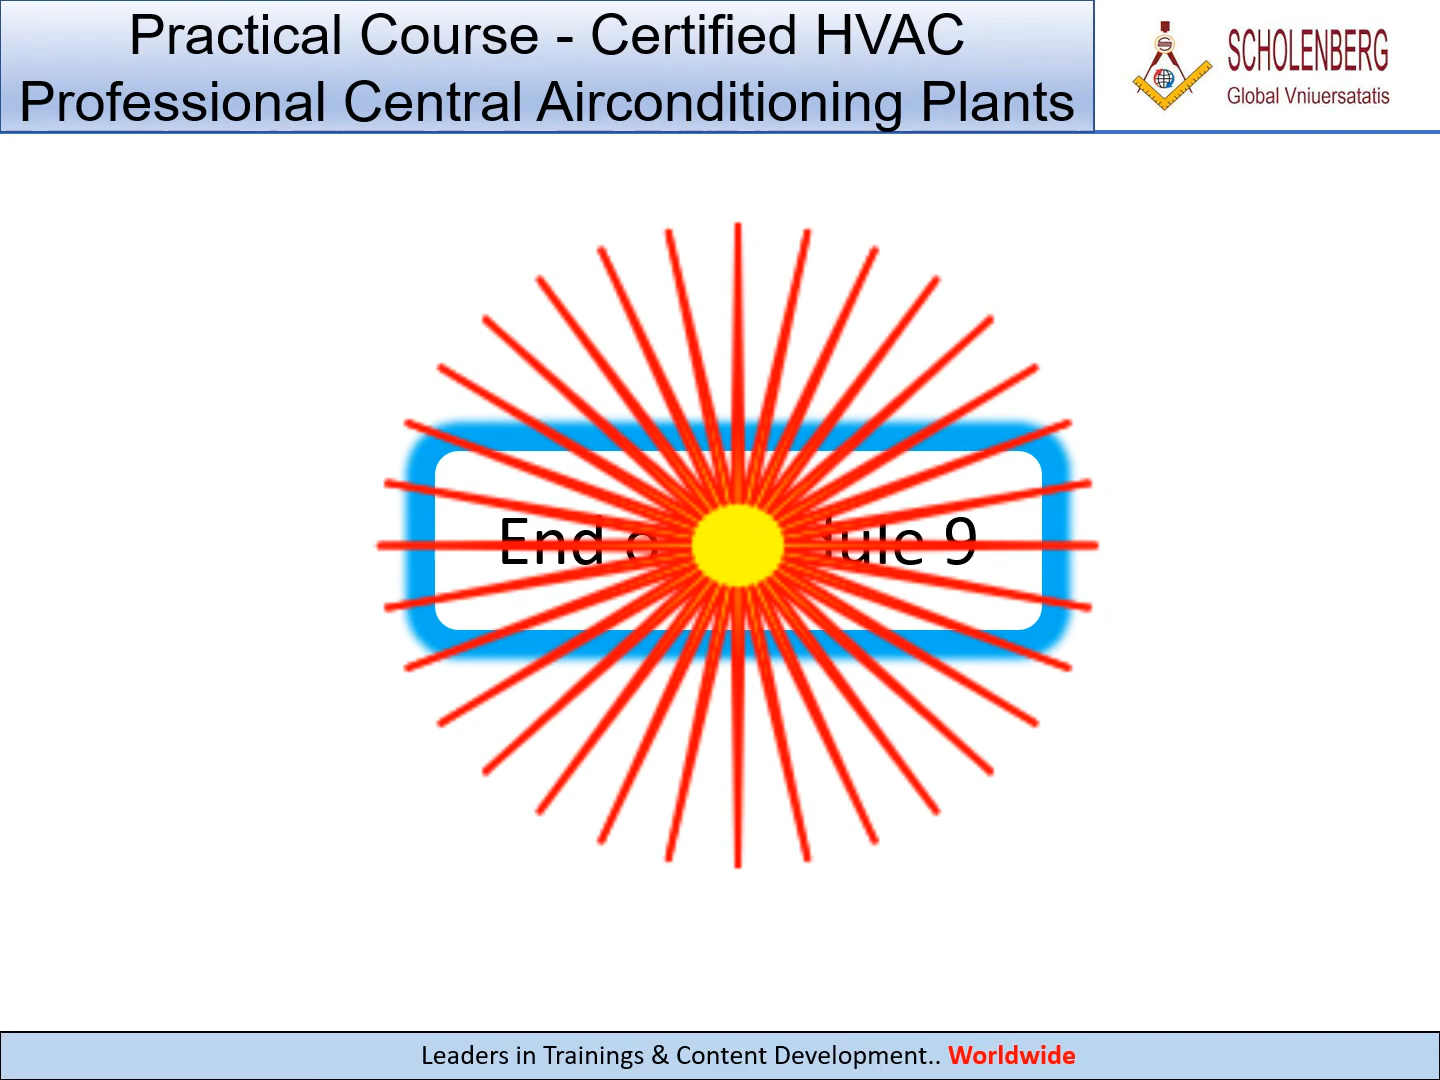 Practical Course - Certified HVAC
Professional Central Airconditioning Plants
SCHOLENBERG
Global Vniuersatatis
End 9
Leaders in Trainings & Content Development.. Worldwide